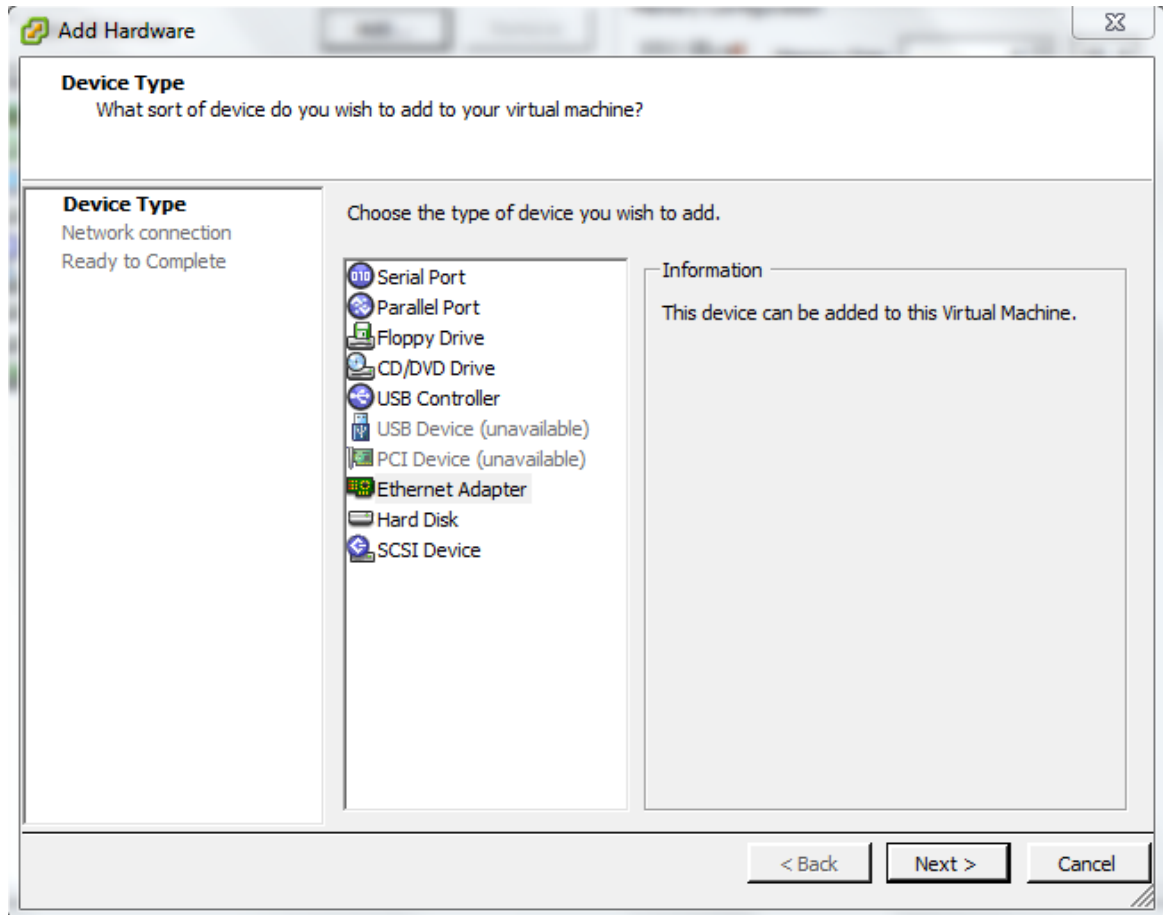 Add Hardware
Device Type
What sort of device do you wish to add to your virtual machine?
Device Type
Network connection
Ready to Complete
Choose the type of device you wish to add.
Serial Port
Parallel Port
Floppy Drive
CD/DVD Drive
USB Controller
USB Device (unavailable)
PCI Device (unavailable)
Ethernet Adapter
Hard Disk
SCSI Device
Information
This device can be added to this Virtual Machine.
< Back
Next >
Cancel